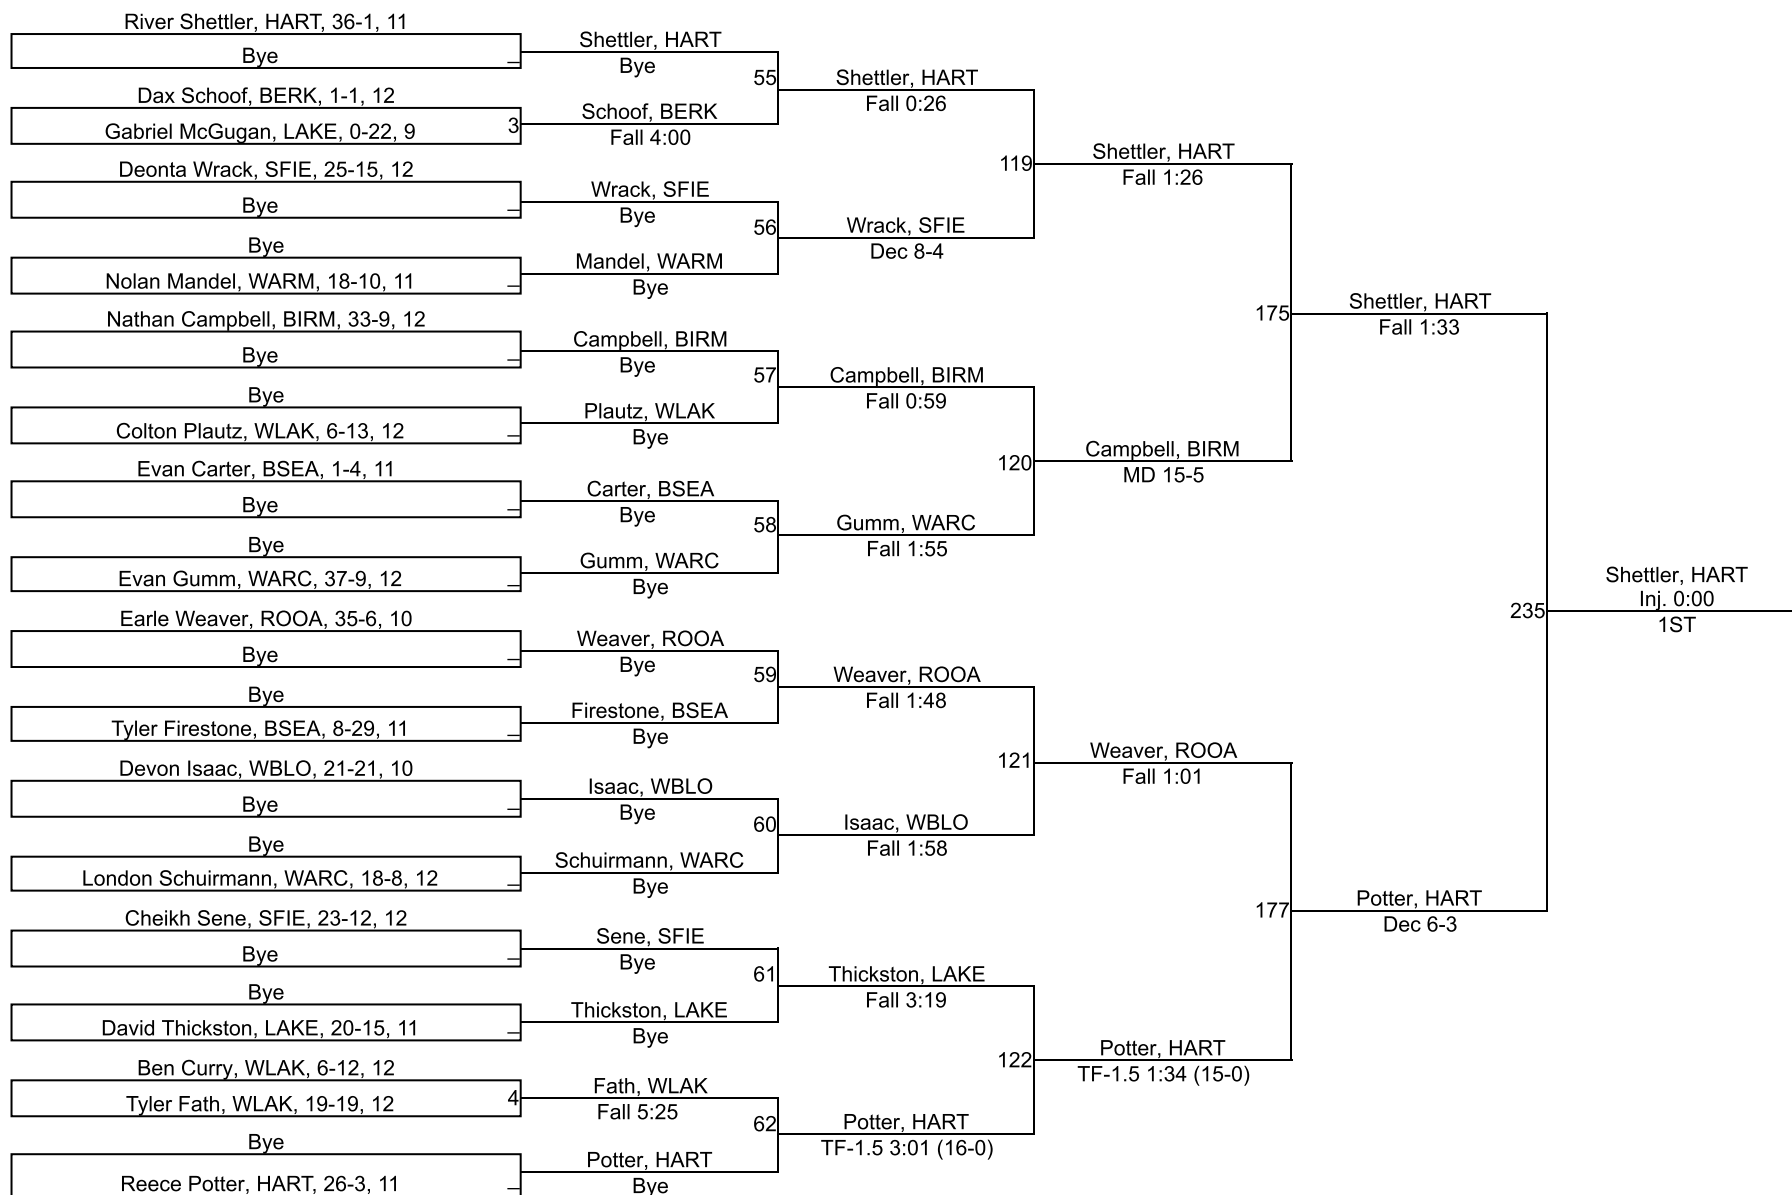 River Shettler, HART, 36-1, 11
Bye
Dax Schoof, BERK, 1-1, 12
Gabriel McGugan, LAKE, 0-22, 9
3
Deonta Wrack, SFIE, 25-15, 12
Bye
Bye
Nolan Mandel, WARM, 18-10, 11
Nathan Campbell, BIRM, 33-9, 12
Bye
Bye
Colton Plautz, WLAK, 6-13, 12
Evan Carter, BSEA, 1-4, 11
Bye
Bye
Evan Gumm, WARC, 37-9, 12
Earle Weaver, ROOA, 35-6, 10
Bye
Bye
Tyler Firestone, BSEA, 8-29, 11
Devon Isaac, WBLO, 21-21, 10
Bye
Bye
London Schuirmann, WARC, 18-8, 12
Cheikh Sene, SFIE, 23-12, 12
Bye
Bye
David Thickston, LAKE, 20-15, 11
Ben Curry, WLAK, 6-12, 12
Tyler Fath, WLAK, 19-19, 12
4
Bye
Reece Potter, HART, 26-3, 11
Shettler, HART
Bye
55
Schoof, BERK
Fall 4:00
Wrack, SFIE
Bye
56
Mandel, WARM
Bye
Campbell, BIRM
Bye
57
Plautz, WLAK
Bye
Carter, BSEA
Bye
58
Gumm, WARC
Bye
Weaver, ROOA
Bye
59
Firestone, BSEA
Bye
Isaac, WBLO
Bye
60
Schuirmann, WARC
Bye
Sene, SFIE
Bye
61
Thickston, LAKE
Bye
Fath, WLAK
Fall 5:25
62
Potter, HART
Bye
Shettler, HART
Fall 0:26
119
Wrack, SFIE
Dec 8-4
Campbell, BIRM
Fall 0:59
120
Gumm, WARC
Fall 1:55
Weaver, ROOA
Fall 1:48
121
Isaac, WBLO
Fall 1:58
Thickston, LAKE
Fall 3:19
122
Potter, HART
TF-1.5 3:01 (16-0)
Shettler, HART
Fall 1:26
175
Campbell, BIRM
MD 15-5
Weaver, ROOA
Fall 1:01
177
Potter, HART
TF-1.5 1:34 (15-0)
Shettler, HART
Fall 1:33
235
Potter, HART
Dec 6-3
Shettler, HART
Inj. 0:00
1ST